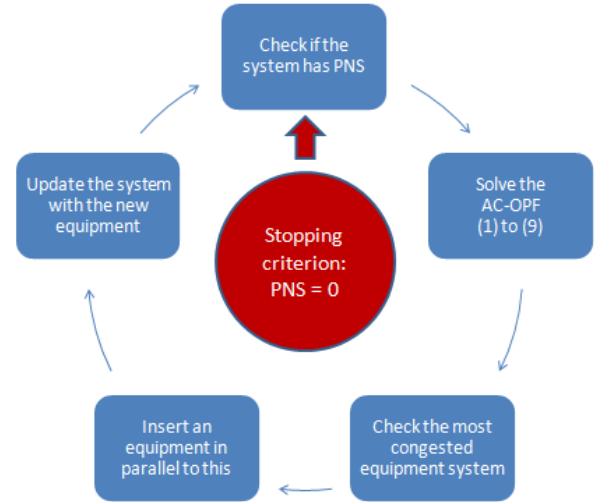 Check if the
system has PNS
Solve the
AC-OPF
(1) to (9)
Check the most
congested
equipment system
Insert an
equipment in
parallel to this
Update the system
with the new
equipment
Stopping
criterion:
PNS = 0